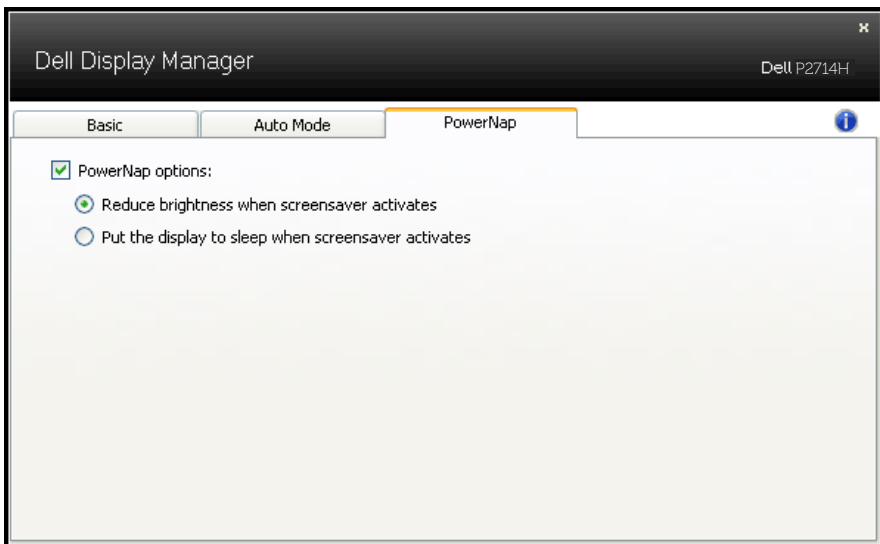 x
Dell Display Manager
Dell P2714H
Basic Auto Mode PowerNap i
PowerNap options:
Reduce brightness when screensaver activates
Put the display to sleep when screensaver activates